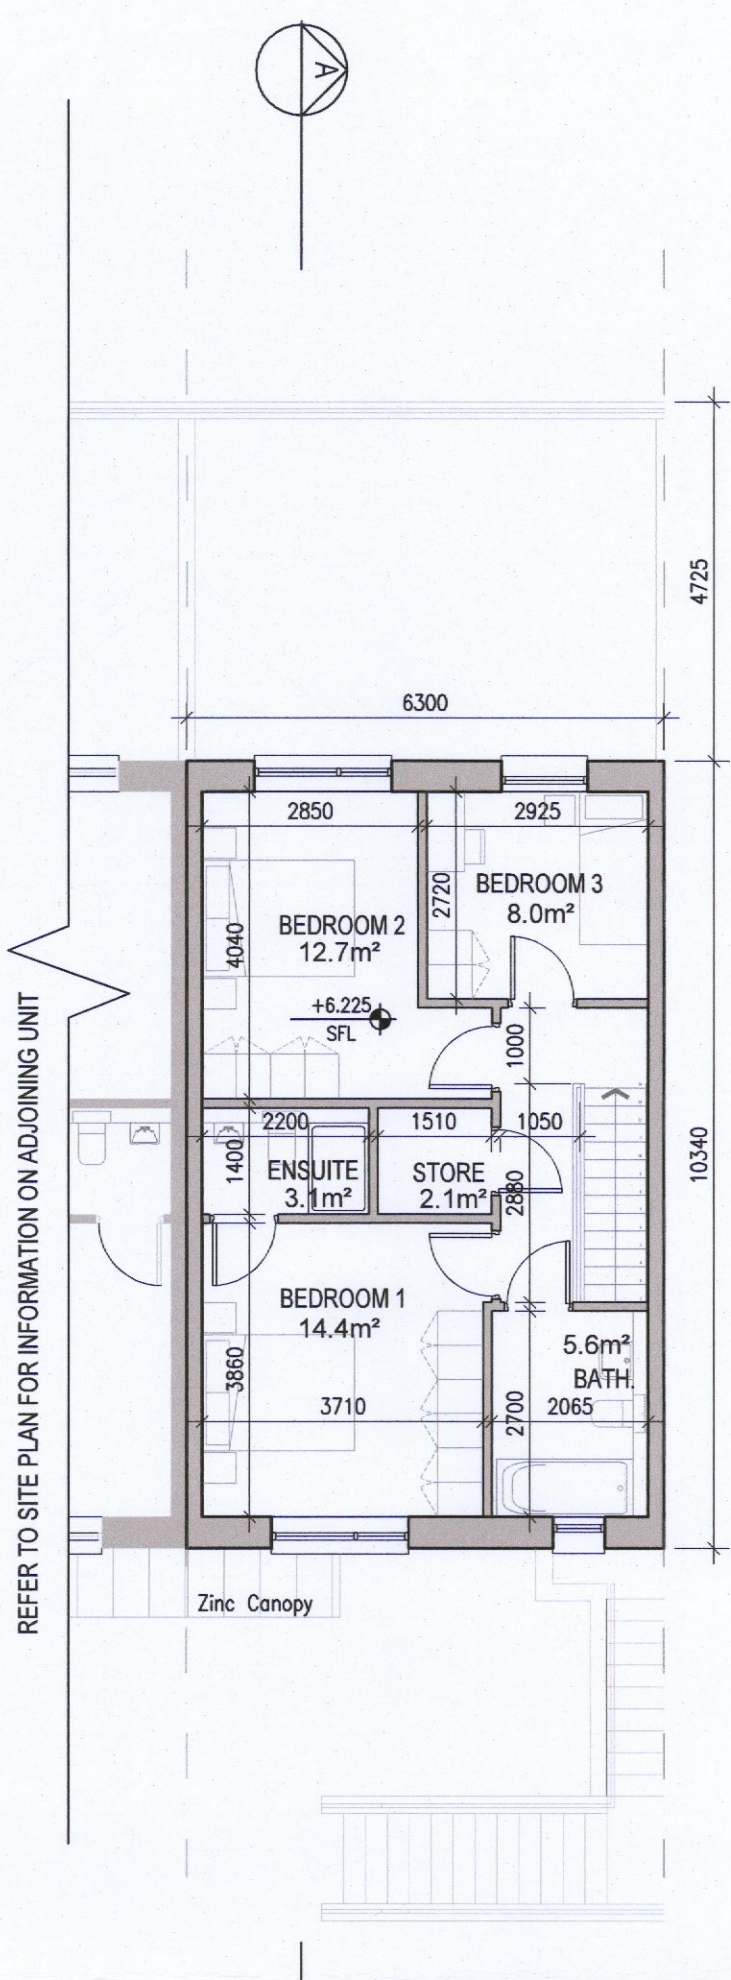 A
4725
6300
2850
2925
BEDROOM 3
8.0m²
2720
BEDROOM 2
12.7m²
4040
+6.225
SFL
1000
2200
1510
1050
1400
ENSUITE
3.1m²
STORE
2.1m²
2880
10340
BEDROOM 1
14.4m²
5.6m²
BATH.
3860
3710
2700
2065
Zinc Canopy
REFER TO SITE PLAN FOR INFORMATION ON ADJOINING UNIT